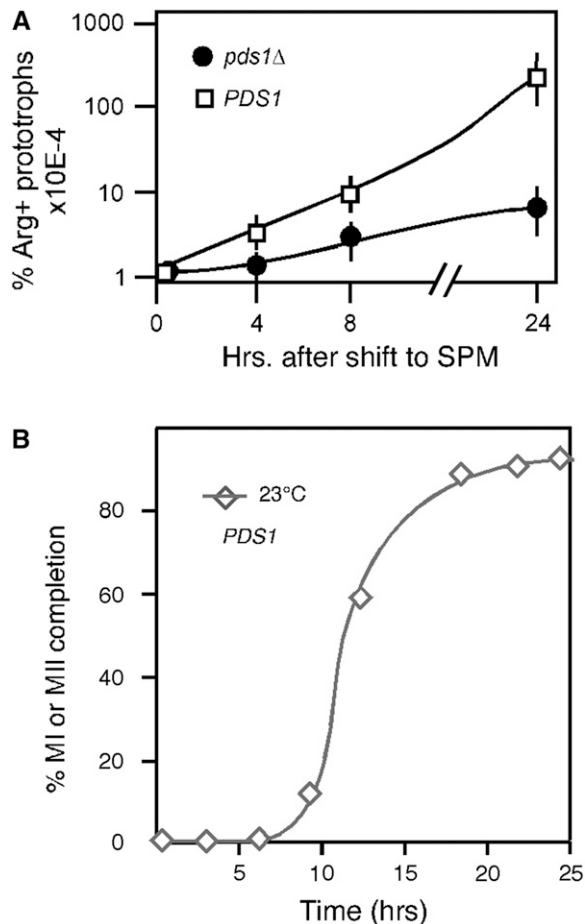 A
1000
100
10
1
% Arg+ prototrophs
x10E-4
pds1Δ
PDS1
0
4
8
24
Hrs. after shift to SPM
B
80
60
40
20
0
% MI or MII completion
23°C
PDS1
5
10
15
20
25
Time (hrs)